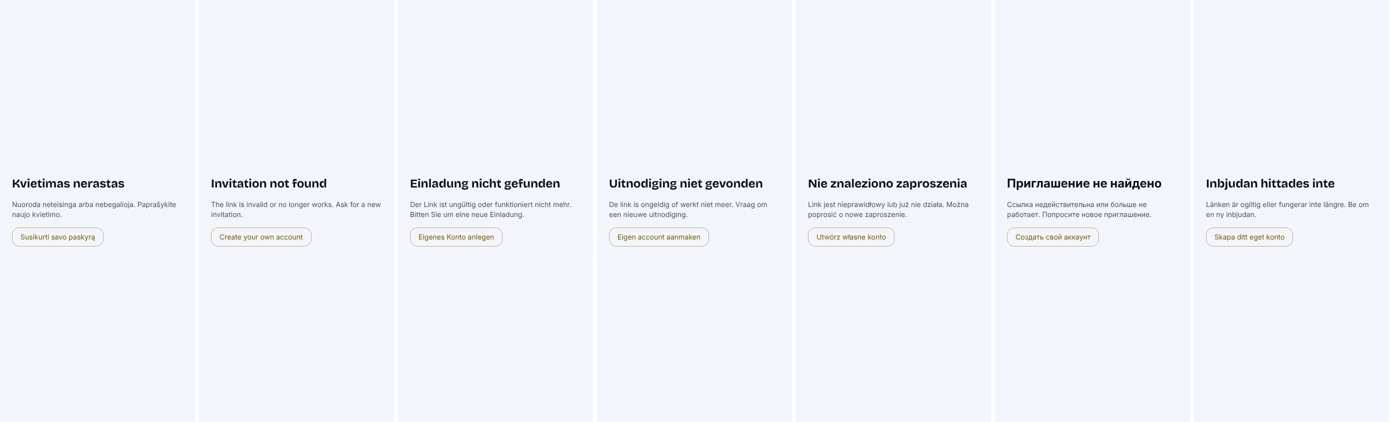 Kvietimas nerastas
Nuoroda neteisinga arba nebegalioja. Paprašykite
naujo kvietimo.
Susikurti savo paskyrą
Invitation not found
The link is invalid or no longer works. Ask for a new
invitation.
Create your own account
Einladung nicht gefunden
Der Link ist ungültig oder funktioniert nicht mehr.
Bitten Sie um eine neue Einladung.
Eigenes Konto anlegen
Uitnodiging niet gevonden
De link is ongeldig of werkt niet meer. Vraag om
een nieuwe uitnodiging.
Eigen account aanmaken
Nie znaleziono zaproszenia
Link jest nieprawidłowy lub już nie działa. Można
poprosić o nowe zaproszenie.
Utwórz własne konto
Приглашение не найдено
Ссылка недействительна или больше не
работает. Попросите новое приглашение.
Создать свой аккаунт
Inbjudan hittades inte
Länken är ogiltig eller fungerar inte längre. Be om
en ny inbjudan.
Skapa ditt eget konto